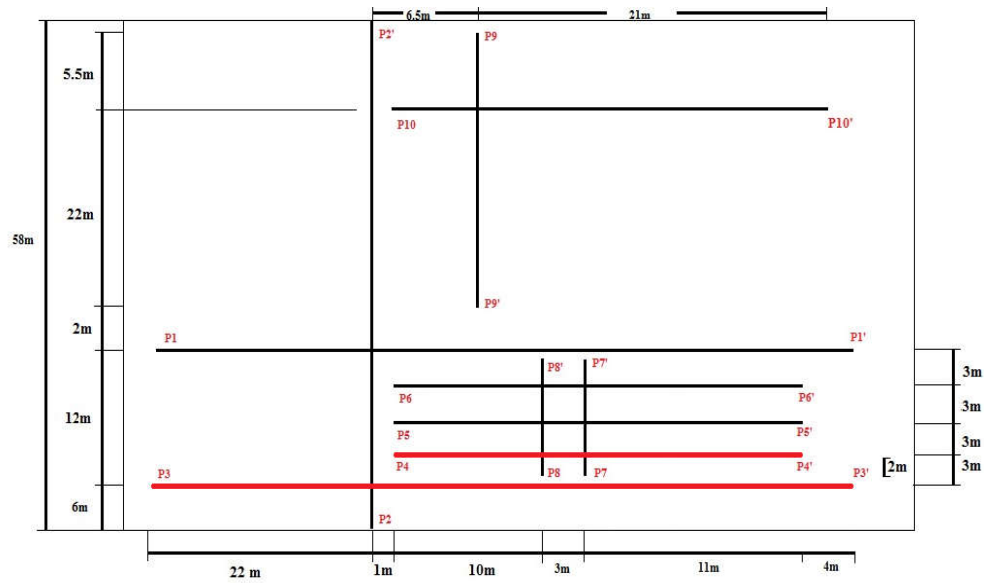 6.5m 21m
P2' P9
5.5m
P10 P10'
22m
58m
P9'
2m
P1 P1'
P8' P7'
3m
P6 P6'
3m
12m
P5 P5'
3m
P4 P4'
P3 P8 P7 2m P3' 3m
6m
P2
22 m 1m 10m 3m 11m 4m